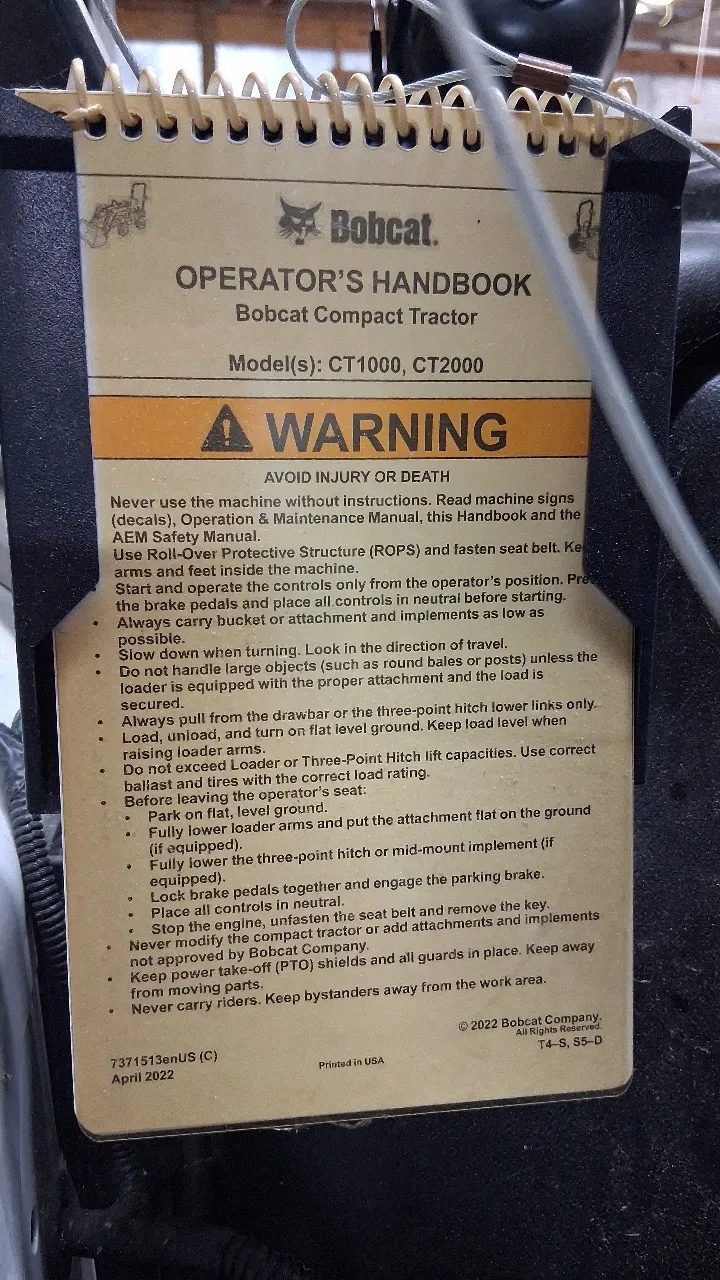 Bobcat.
OPERATOR'S HANDBOOK
Bobcat Compact Tractor
Model(s): CT1000, CT2000
WARNING
AVOID INJURY OR DEATH
Never use the machine without instructions. Read machine signs
(decals), Operation & Maintenance Manual, this Handbook and the
AEM Safety Manual.
Use Roll-Over Protective Structure (ROPS) and fasten seat belt. Ke
arms and feet inside the machine.
Start and operate the controls only from the operator's position. Pre
the brake pedals and place all controls in neutral before starting.
• Always carry bucket or attachment and implements as low as
possible.
• Slow down when turning. Look in the direction of travel.
• Do not handle large objects (such as round bales or posts) unless the
loader is equipped with the proper attachment and the load is
secured.
• Always pull from the drawbar or the three-point hitch lower links only.
• Load, unload, and turn on flat level ground. Keep load level when
raising loader arms.
• Do not exceed Loader or Three-Point Hitch lift capacities. Use correct
ballast and tires with the correct load rating.
• Before leaving the operator's seat:
• Park on flat, level ground.
• Fully lower loader arms and put the attachment flat on the ground
(if equipped).
• Fully lower the three-point hitch or mid-mount implement (if
equipped).
• Lock brake pedals together and engage the parking brake.
• Place all controls in neutral.
• Stop the engine, unfasten the seat belt and remove the key.
• Never modify the compact tractor or add attachments and implements
not approved by Bobcat Company.
• Keep power take-off (PTO) shields and all guards in place. Keep away
from moving parts.
• Never carry riders. Keep bystanders away from the work area.
© 2022 Bobcat Company.
All Rights Reserved.
T4–S, S5–D
7371513enUS (C)
April 2022
Printed in USA